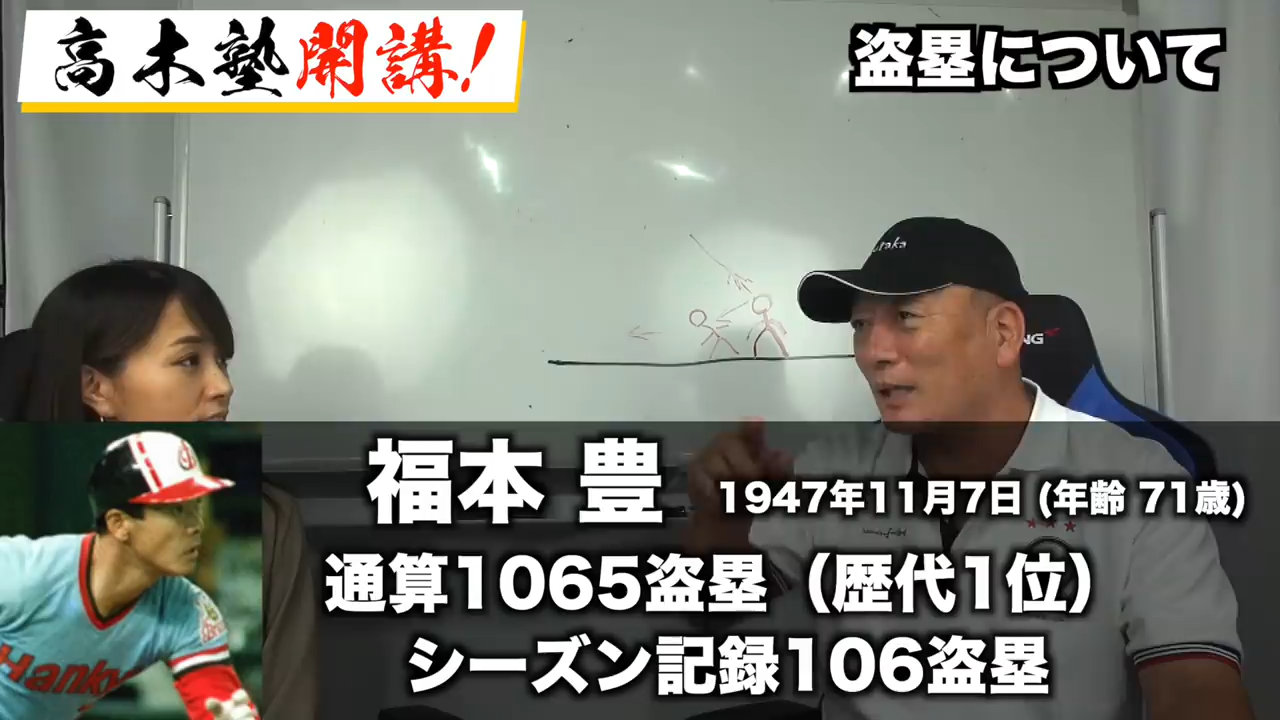 高木塾開講!
盗塁について
福本 豊
1947年11月7日 (年齢 71歳)
通算1065盗塁（歴代1位）
シーズン記録106盗塁